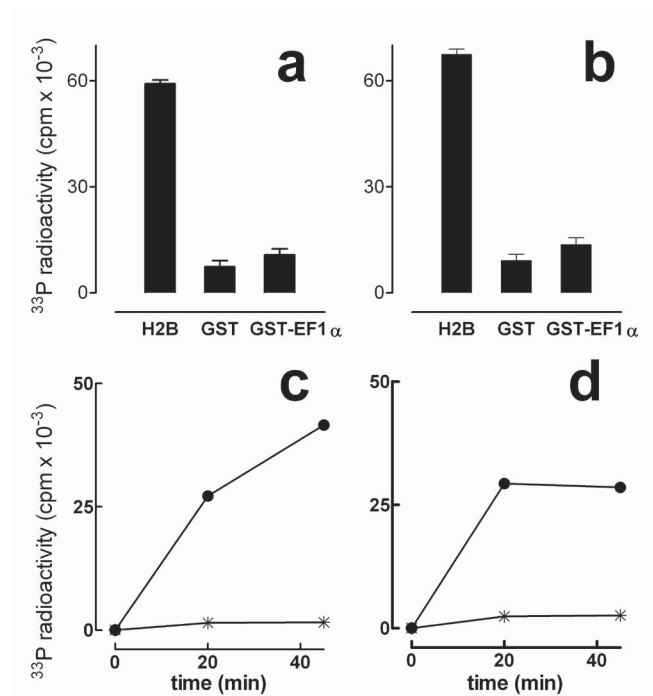 a
³³P radioactivity (cpm x 10⁻³)
60
30
0
H2B GST GST-EF1 α
b
60
30
0
H2B GST GST-EF1 α
c
³³P radioactivity (cpm x 10⁻³)
50
25
0
0 20 40
time (min)
d
50
25
0
0 20 40
time (min)